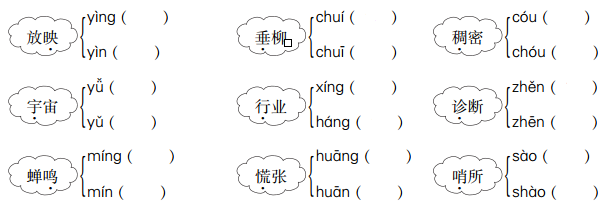 yìng (　　) chuí (　　) cóu (　　)
放映 垂柳 稠密
yìn (　　) chuī (　　) chóu (　　)
yǚ (　　) xíng (　　) zhěn (　　)
宇宙 行业 诊断
yǔ (　　) háng (　　) zhēn (　　)
míng (　　) huāng (　　) sào (　　)
蝉鸣 慌张 哨所
mín (　　) huān (　　) shào (　　)